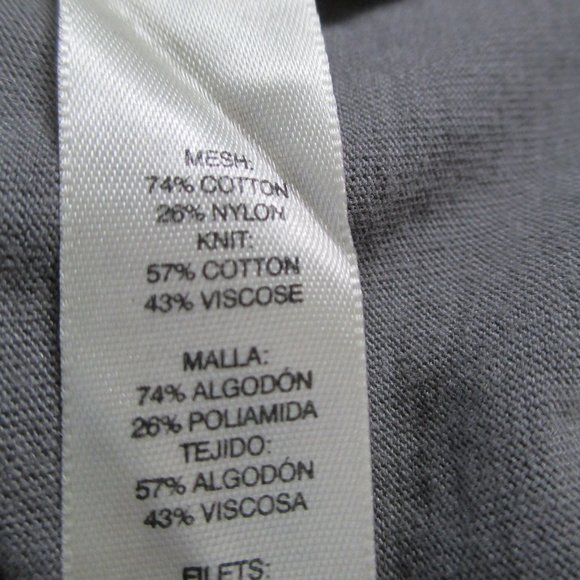 MESH:
74% COTTON
26% NYLON
KNIT:
57% COTTON
43% VISCOSE
MALLA:
74% ALGODÓN
26% POLIAMIDA
TEJIDO:
57% ALGODÓN
43% VISCOSA
FILETS: